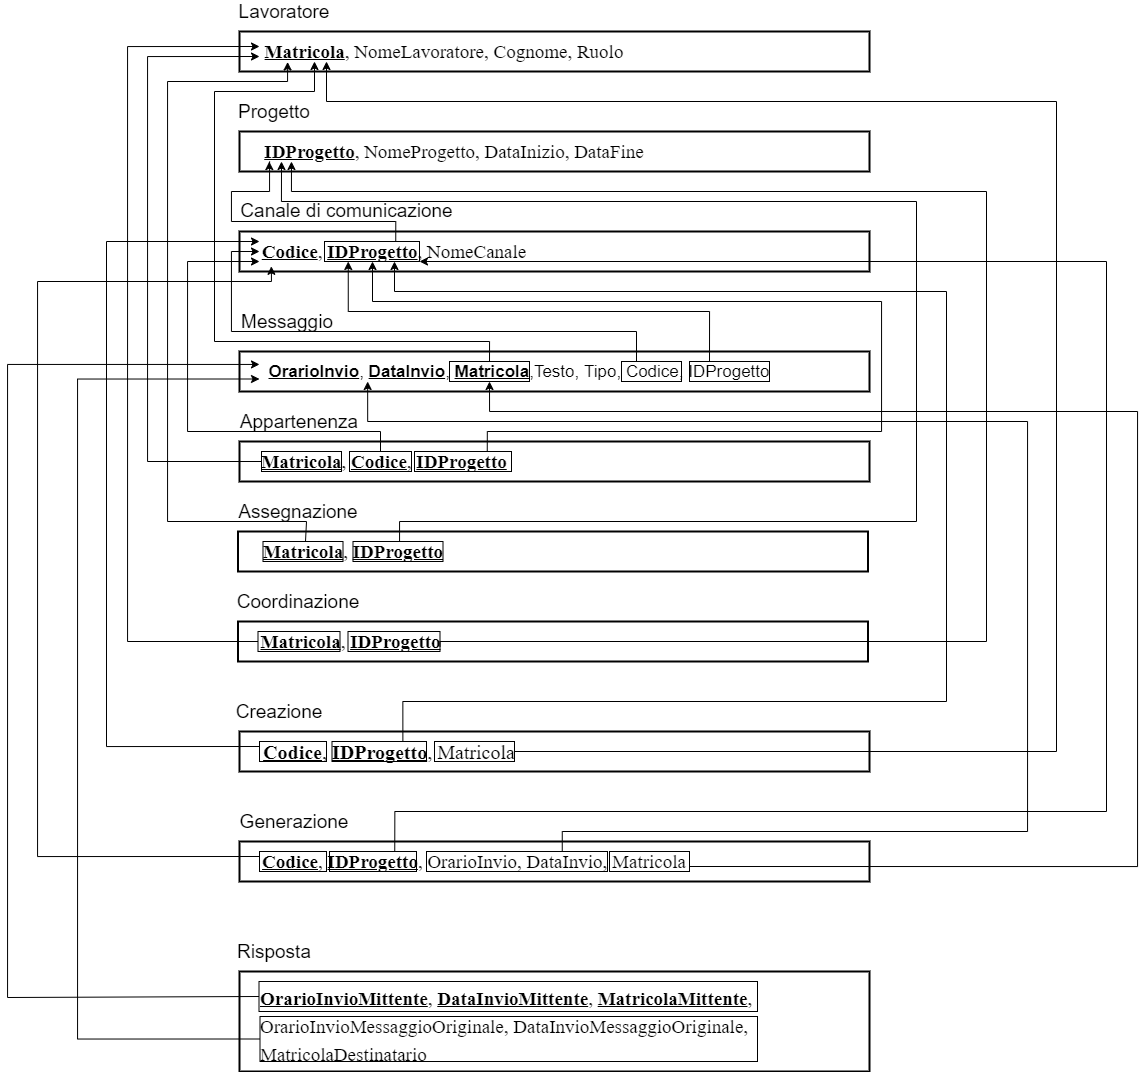 Lavoratore
Matricola, NomeLavoratore, Cognome, Ruolo
Progetto
IDProgetto, NomeProgetto, DataInizio, DataFine
Canale di comunicazione
Codice, IDProgetto, NomeCanale
Messaggio
OrarioInvio, DataInvio, Matricola,Testo, Tipo, Codice, IDProgetto
Appartenenza
Matricola, Codice, IDProgetto
Assegnazione
Matricola, IDProgetto
Coordinazione
Matricola, IDProgetto
Creazione
Codice, IDProgetto, Matricola
Generazione
Codice, IDProgetto, OrarioInvio, DataInvio, Matricola
Risposta
OrarioInvioMittente, DataInvioMittente, MatricolaMittente,
OrarioInvioMessaggioOriginale, DataInvioMessaggioOriginale,
MatricolaDestinatario